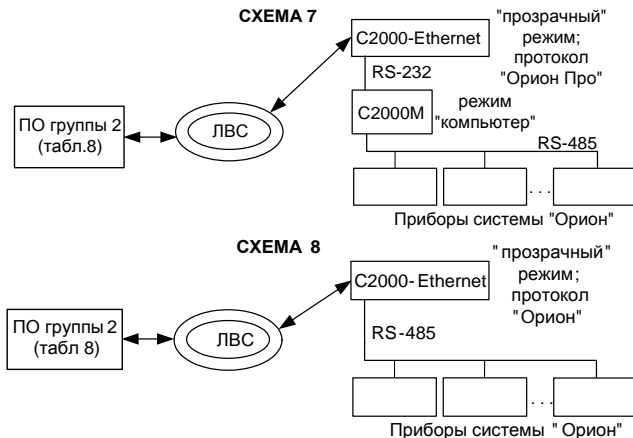 СХЕМА 7
С2000-Ethernet
"прозрачный"
режим;
протокол
"Орион Про"
RS-232
С2000М
режим
"компьютер"
RS-485
ПО группы 2
(табл.8)
ЛВС
...
Приборы системы "Орион"
СХЕМА 8
С2000- Ethernet
"прозрачный"
режим;
протокол
"Орион"
RS-485
ПО группы 2
(табл 8)
ЛВС
...
Приборы системы " Орион"